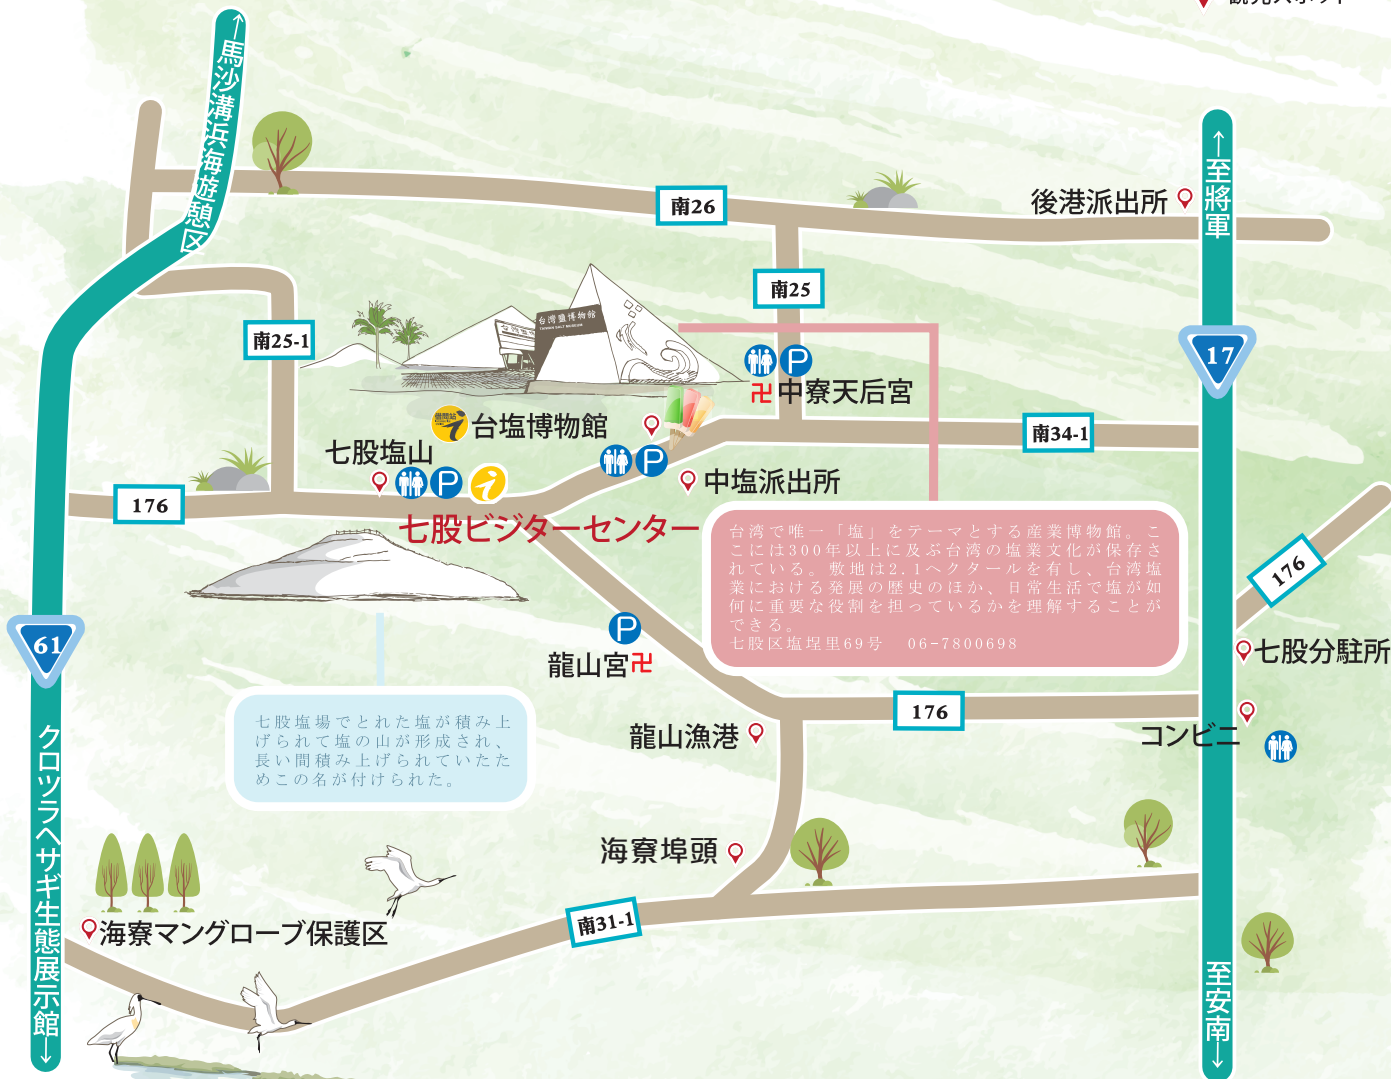 ↑馬沙溝浜海遊憩区
↑至將軍
後港派出所
南26
南25
南25-1
17
台灣鹽博物館
TAIWAN SALT MUSEUM
中寮天后宮
台塩博物館
南34-1
七股塩山
P
P
P
中塩派出所
176
七股ビジターセンター
台湾で唯一「塩」をテーマとする産業博物館。こ
こには300年以上に及ぶ台湾の塩業文化が保存さ
れている。敷地は2.1ヘクタールを有し、台湾塩
業における発展の歴史のほか、日常生活で塩が如
何に重要な役割を担っているかを理解することが
できる。
七股区塩埕里69号 06-7800698
176
61
P
龍山宮
七股分駐所
176
七股塩場でとれた塩が積み上
げられて塩の山が形成され、
長い間積み上げられていたた
めこの名が付けられた。
龍山漁港
コンビニ
クロツラヘサギ生態展示館↓
海寮埠頭
南31-1
海寮マングローブ保護区
至安南↓